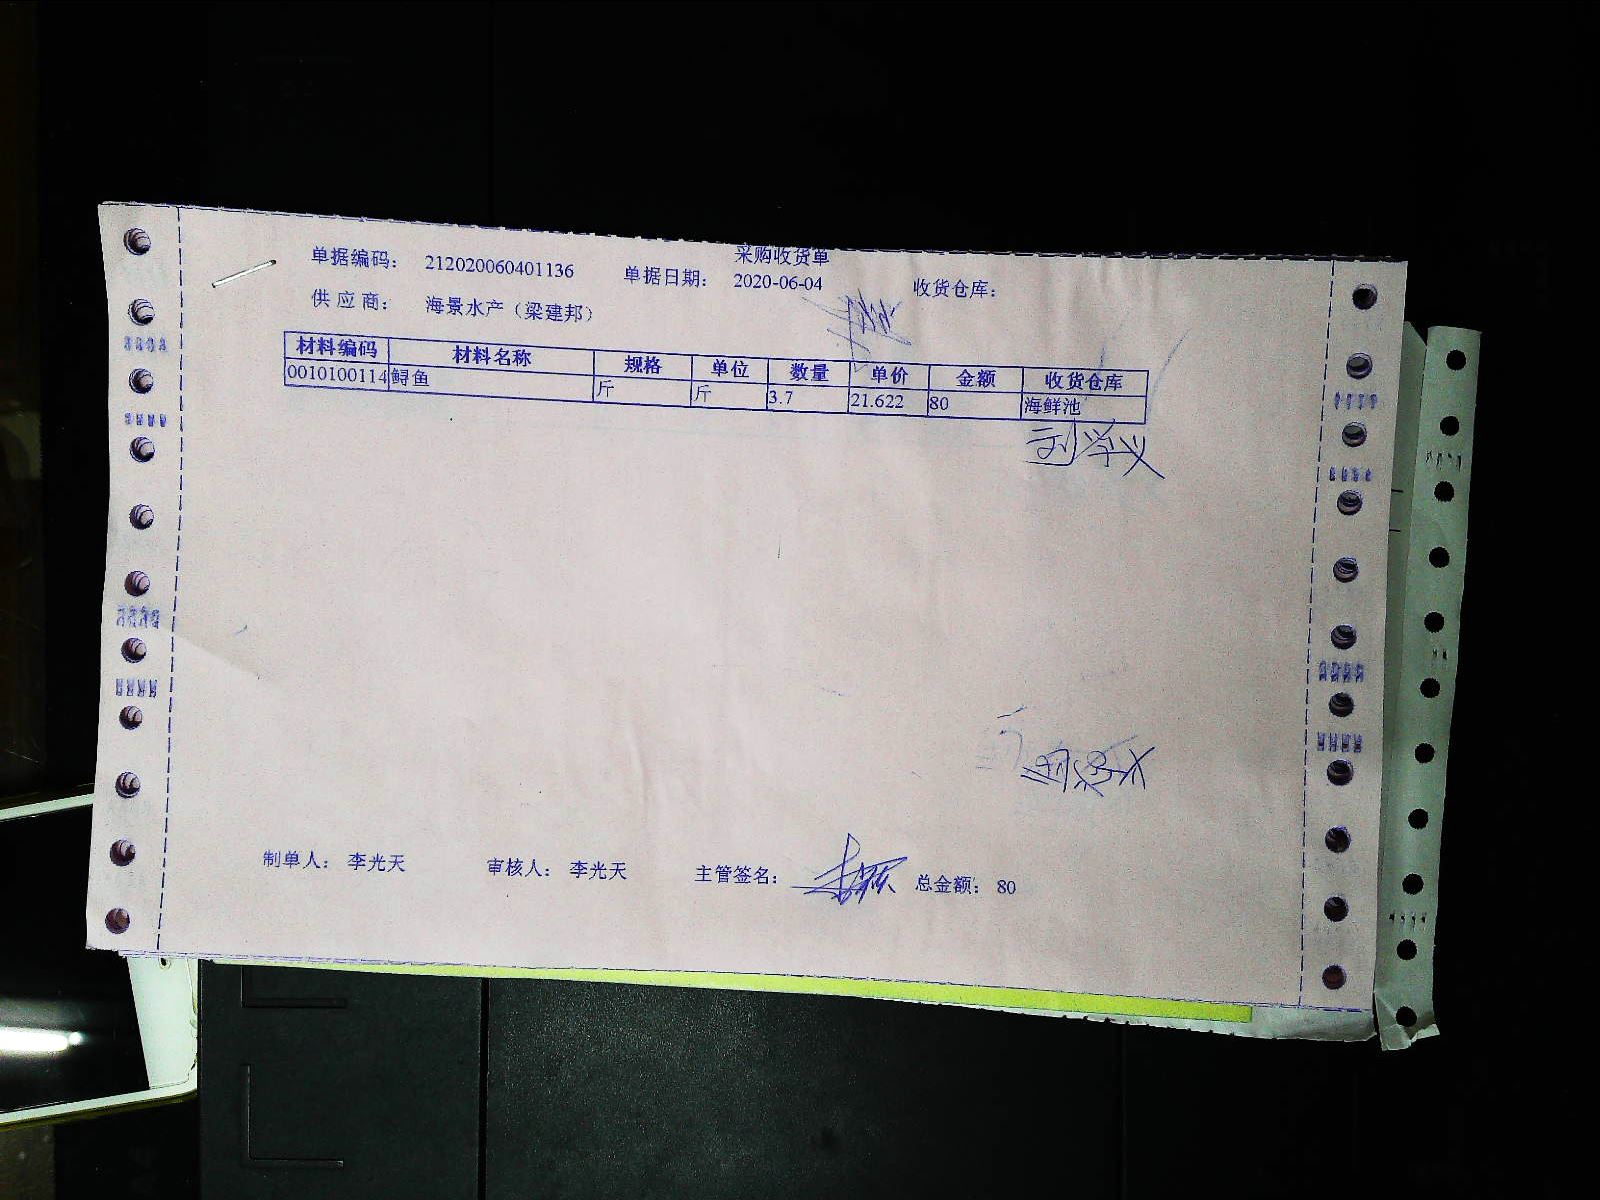 采购收货单
单据编码: 212020060401136 单据日期: 2020-06-04 收货仓库:
供应商: 海景水产（梁建邦）
材料编码 材料名称 规格 单位 数量 单价 金额 收货仓库
0010100114 鲟鱼 斤 斤 3.7 21.622 80 海鲜池
刘学义
制单人: 李光天 审核人: 李光天 主管签名: 总金额: 80